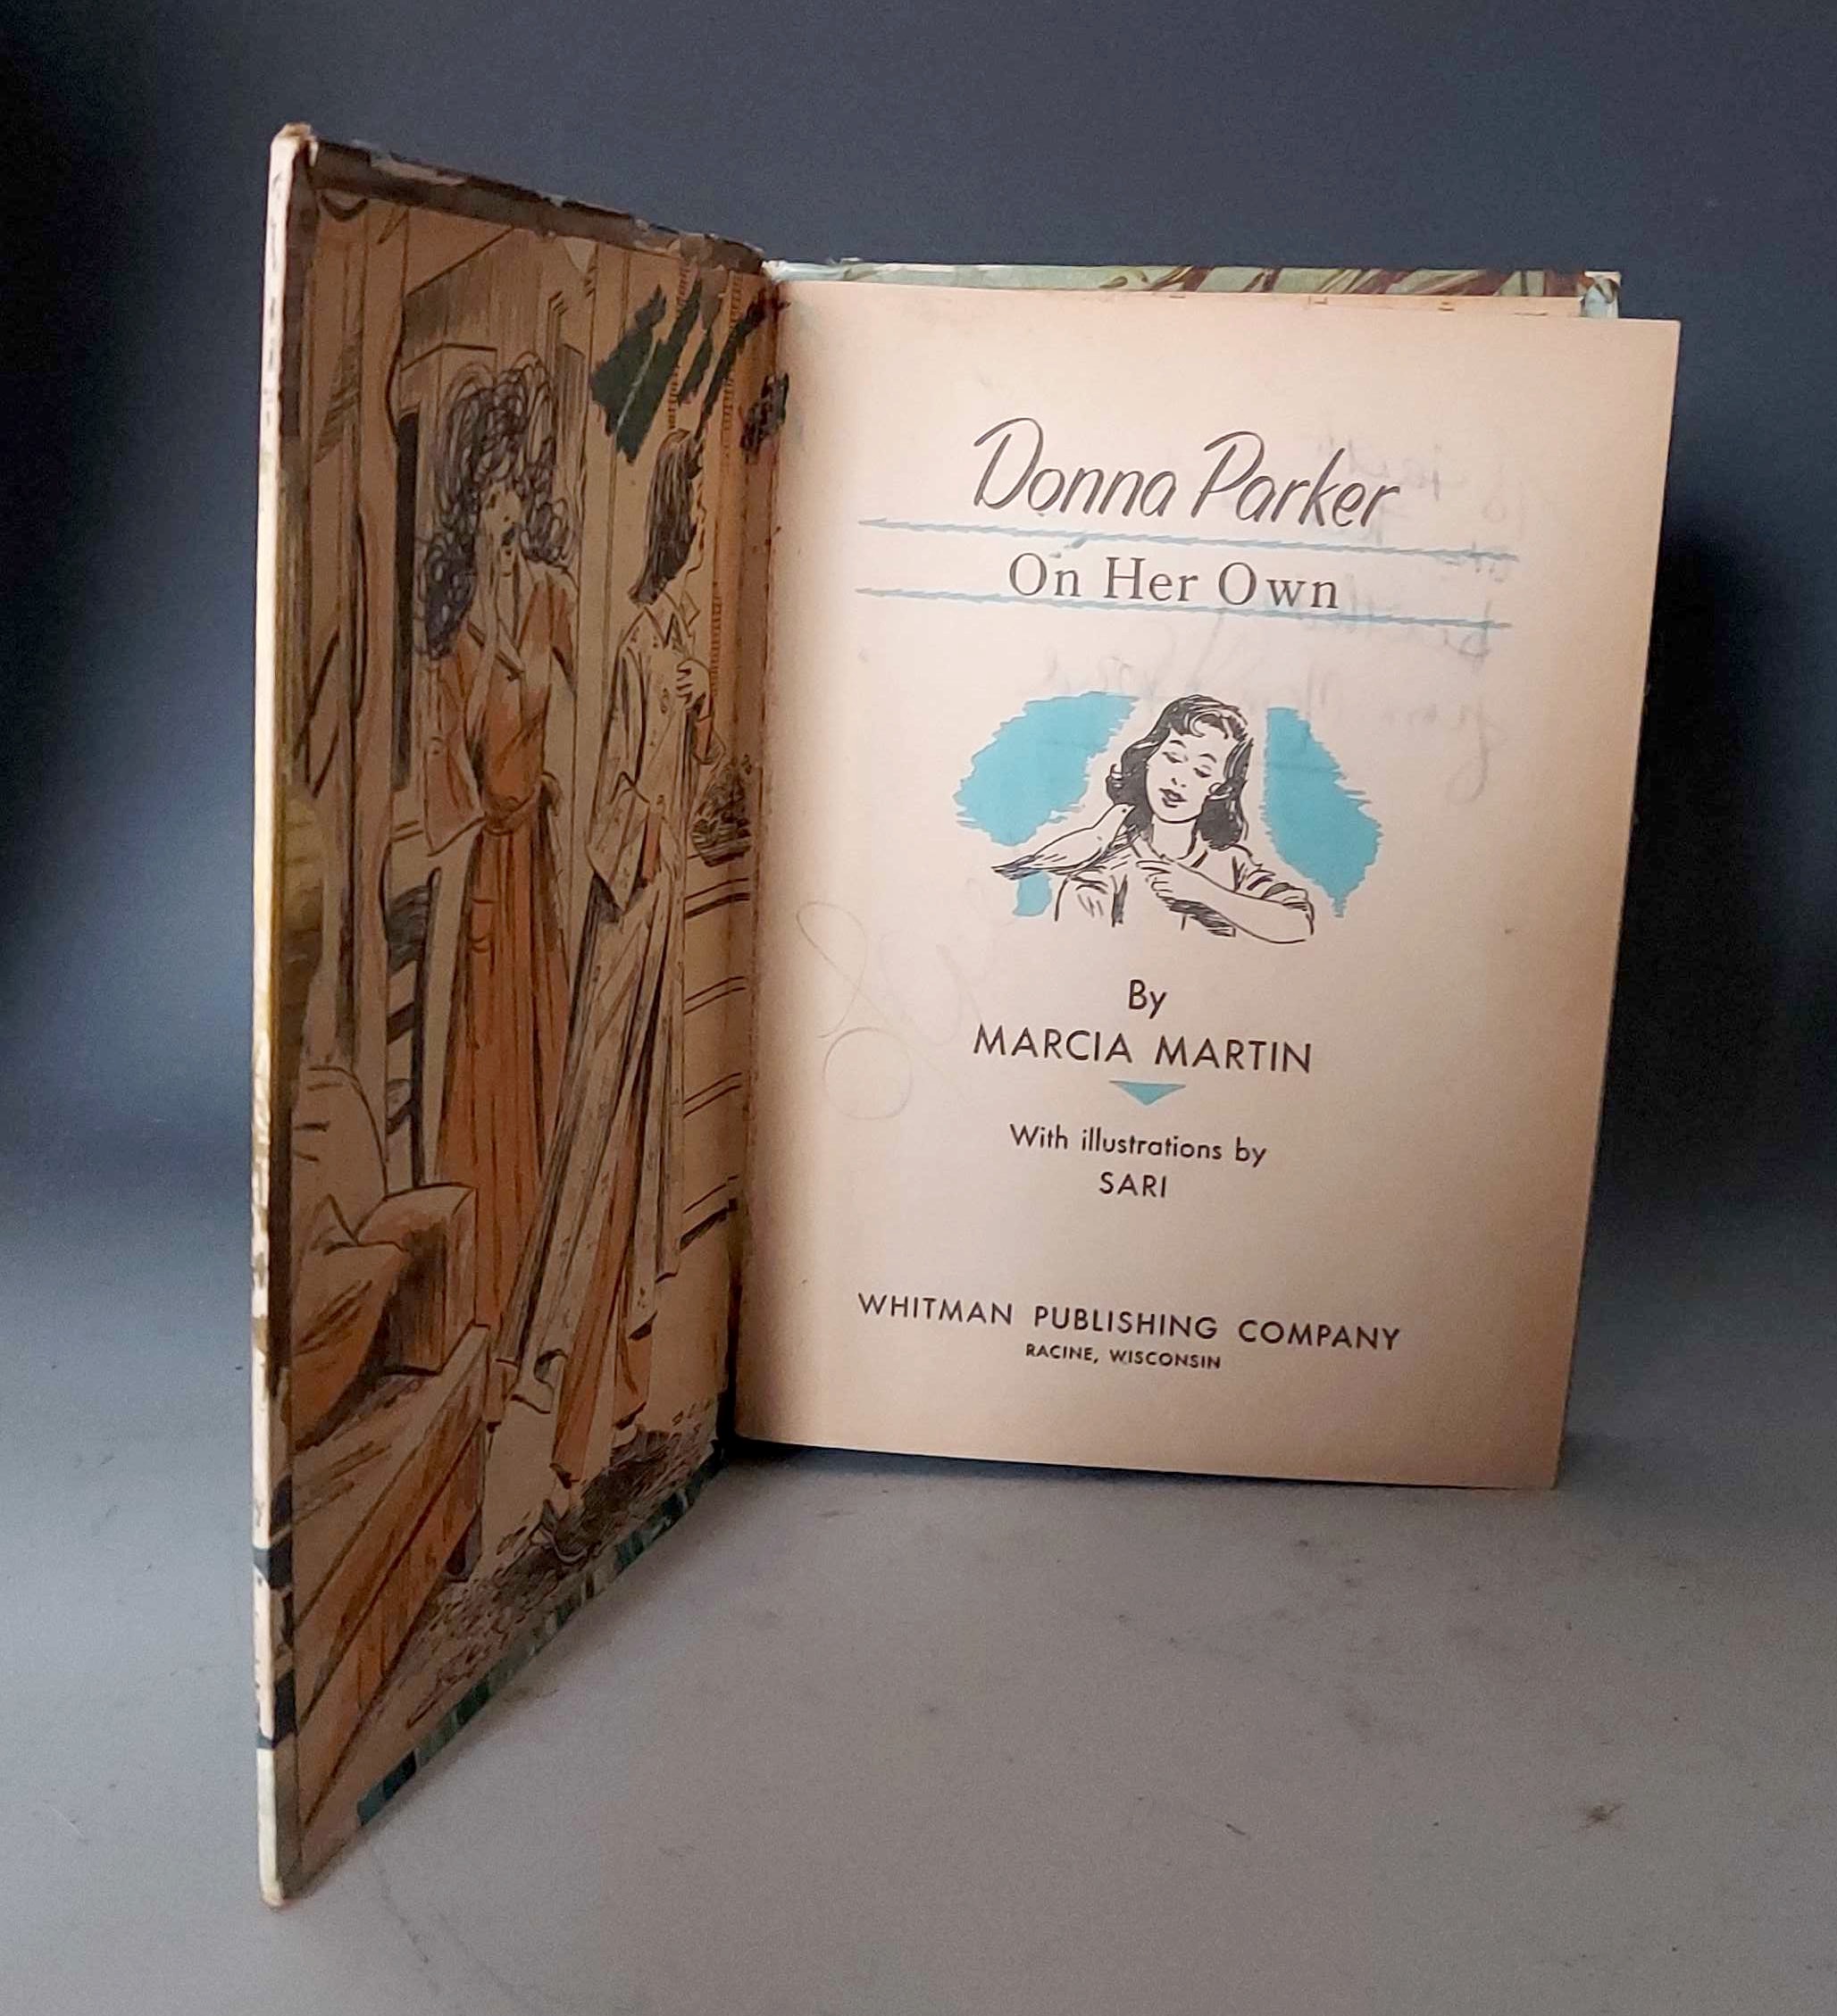 Donna Parker
On Her Own
By
MARCIA MARTIN
With illustrations by
SARI
WHITMAN PUBLISHING COMPANY
RACINE, WISCONSIN